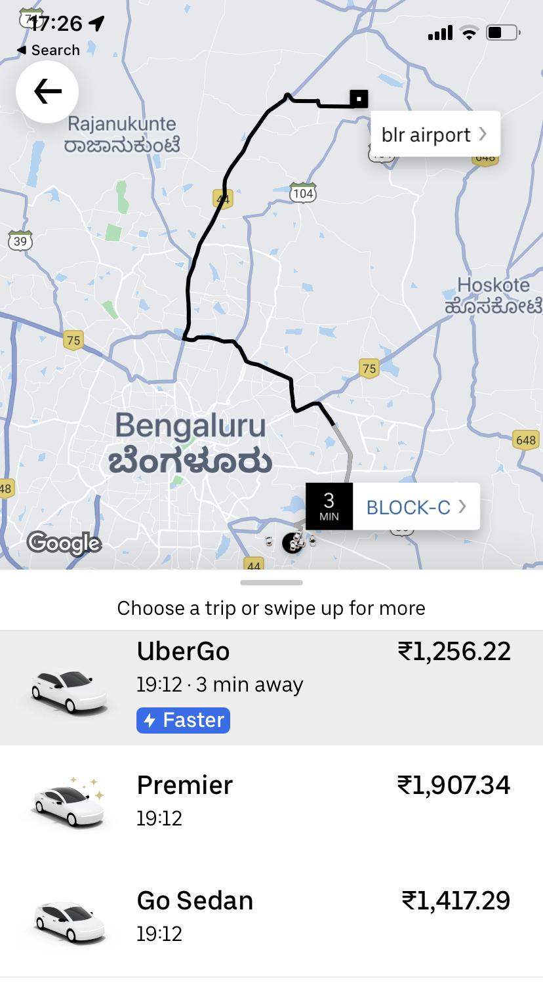 17:26
◀ Search
Rajanukunte
ರಾಜಾನುಕುಂಟೆ
blr airport
648
44
104
39
Hoskote
ಹೊಸಕೋಟೆ
75
75
Bengaluru
ಬೆಂಗಳೂರು
648
48
3
MIN
BLOCK-C
Google
44
Choose a trip or swipe up for more
UberGo ₹1,256.22
19:12 · 3 min away
Faster
Premier ₹1,907.34
19:12
Go Sedan ₹1,417.29
19:12